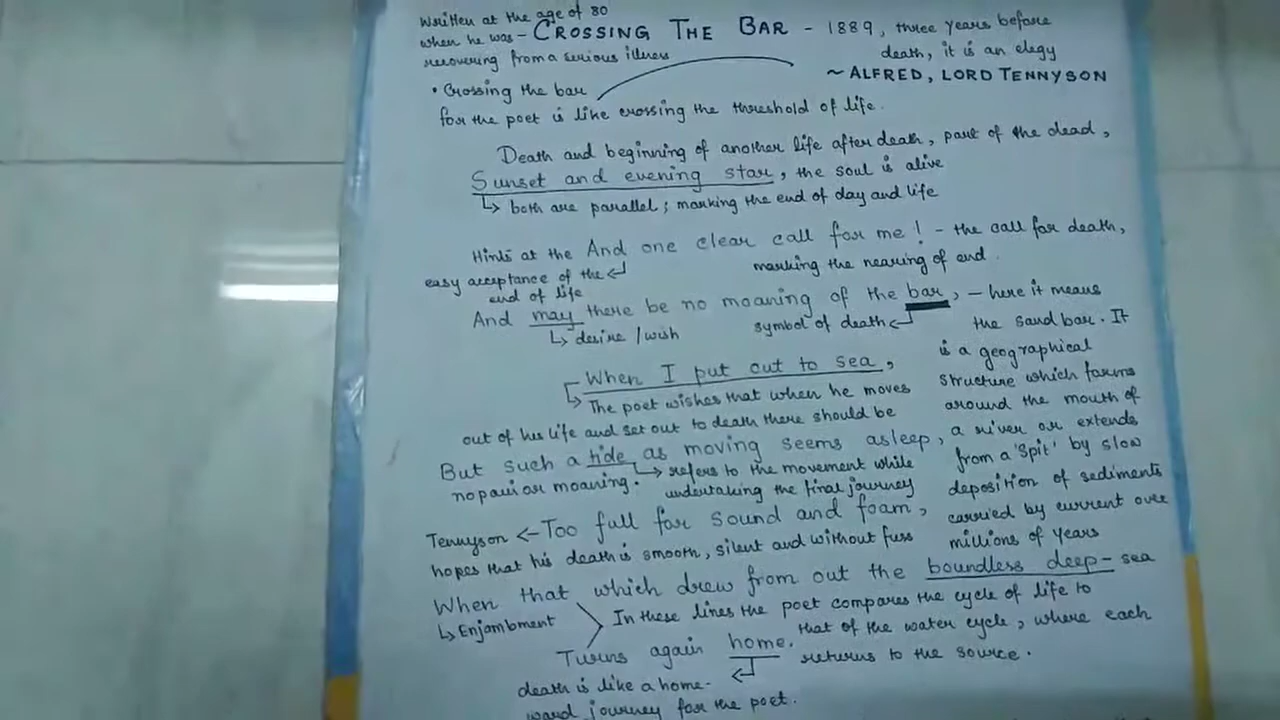 Written at the age of 80
when he was - CROSSING THE BAR - 1889, three years before
recovering from a serious illness death, it is an elegy
~ ALFRED, LORD TENNYSON
• Crossing the bar
for the poet is like crossing the threshold of life.
Death and beginning of another life after death, part of the dead,
Sunset and evening star, the soul is alive
↳ both are parallel; marking the end of day and life
Hints at the And one clear call for me! - the call for death,
easy acceptance of the marking the nearing of end.
end of life
And may there be no moaning of the bar, - here it means
↳ desire / wish symbol of death the sand bar. It
When I put out to sea, is a geographical
The poet wishes that when he moves structure which forms
out of his life and set out to death there should be around the mouth of
But such a tide as moving seems asleep, a river or extends
no pain or moaning. ↳ refers to the movement while from a 'spit' by slow
undertaking the final journey deposition of sediments
Tennyson ← Too full for sound and foam, carried by current over
hopes that his death is smooth, silent and without fuss millions of years
When that which drew from out the boundless deep - sea
↳ Enjambment In these lines the poet compares the cycle of life to
Turns again home. that of the water cycle, where each
death is like a home- returns to the source.
ward journey for the poet.